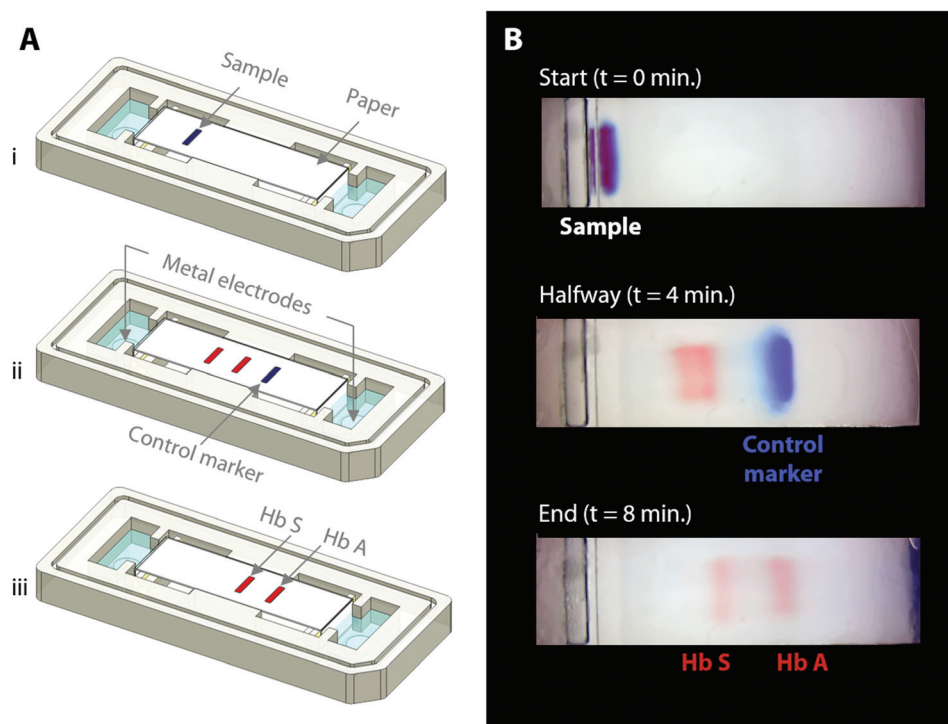 A
Sample
Paper
i
Metal electrodes
ii
Control marker
Hb S
Hb A
iii
B
Start (t = 0 min.)
Sample
Halfway (t = 4 min.)
Control
marker
End (t = 8 min.)
Hb S
Hb A